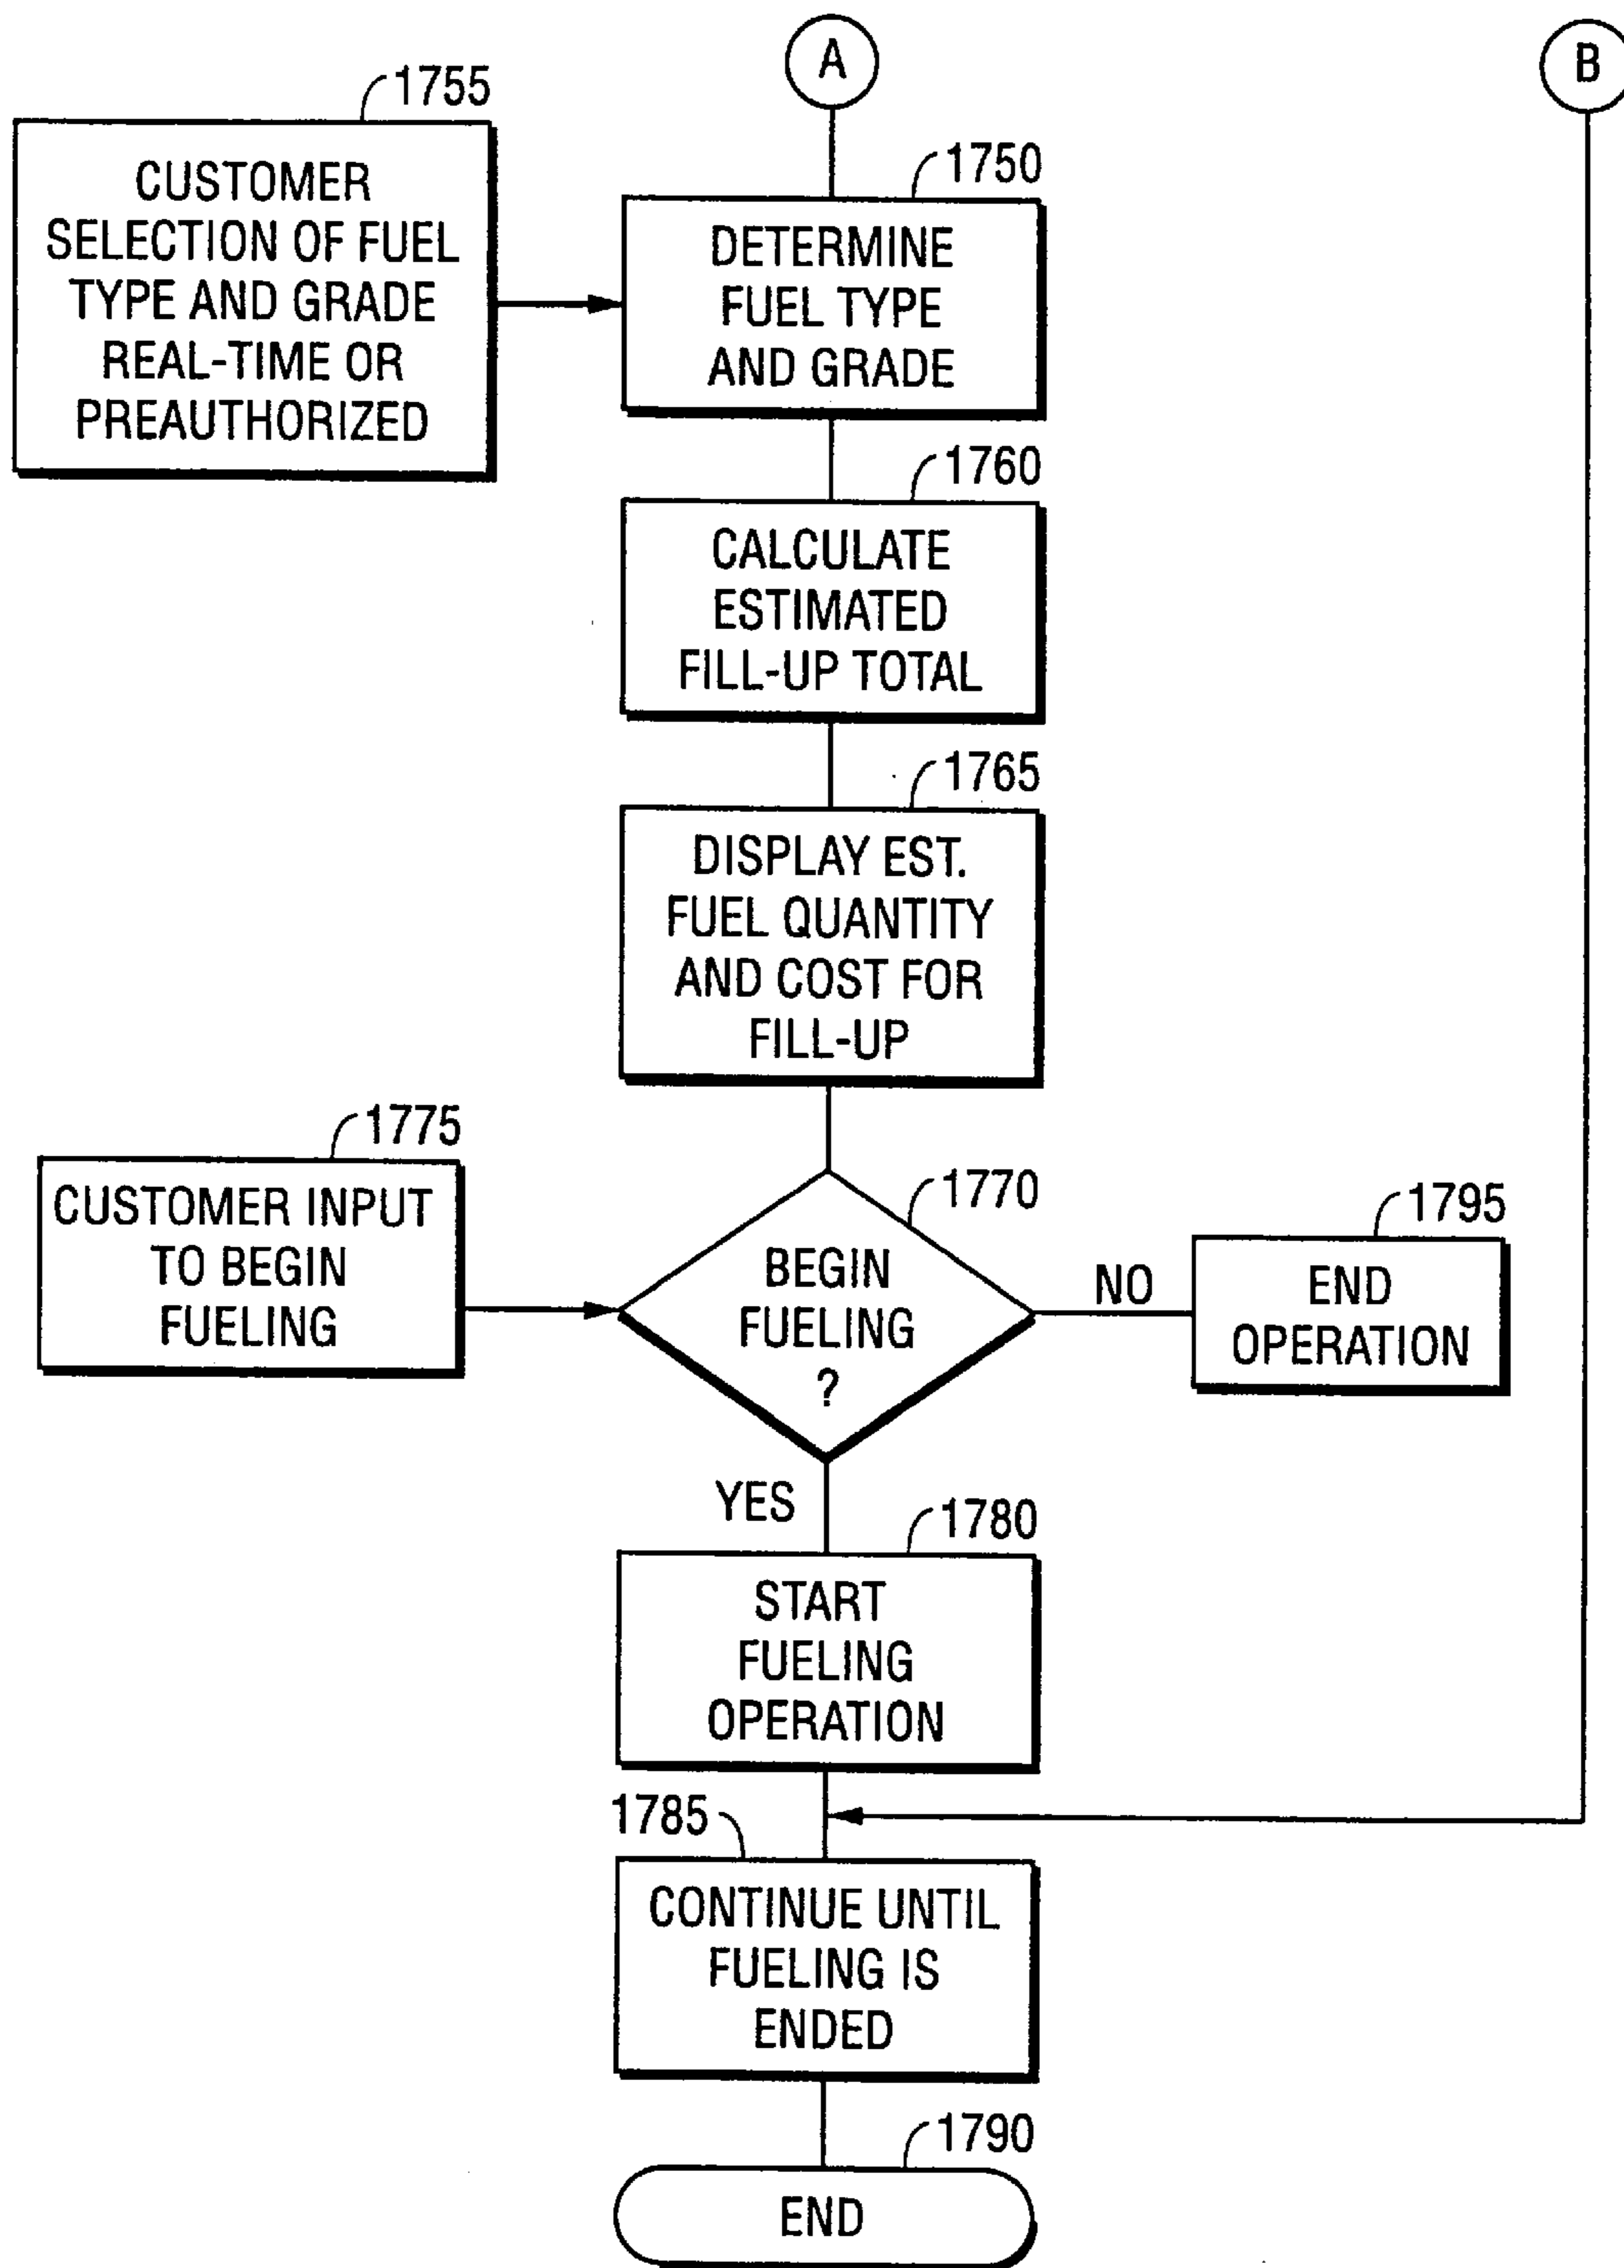 A
B
1755
CUSTOMER
SELECTION OF FUEL
TYPE AND GRADE
REAL-TIME OR
PREAUTHORIZED
1750
DETERMINE
FUEL TYPE
AND GRADE
1760
CALCULATE
ESTIMATED
FILL-UP TOTAL
1765
DISPLAY EST.
FUEL QUANTITY
AND COST FOR
FILL-UP
1775
CUSTOMER INPUT
TO BEGIN
FUELING
1770
BEGIN
FUELING
?
NO
1795
END
OPERATION
YES
1780
START
FUELING
OPERATION
1785
CONTINUE UNTIL
FUELING IS
ENDED
1790
END